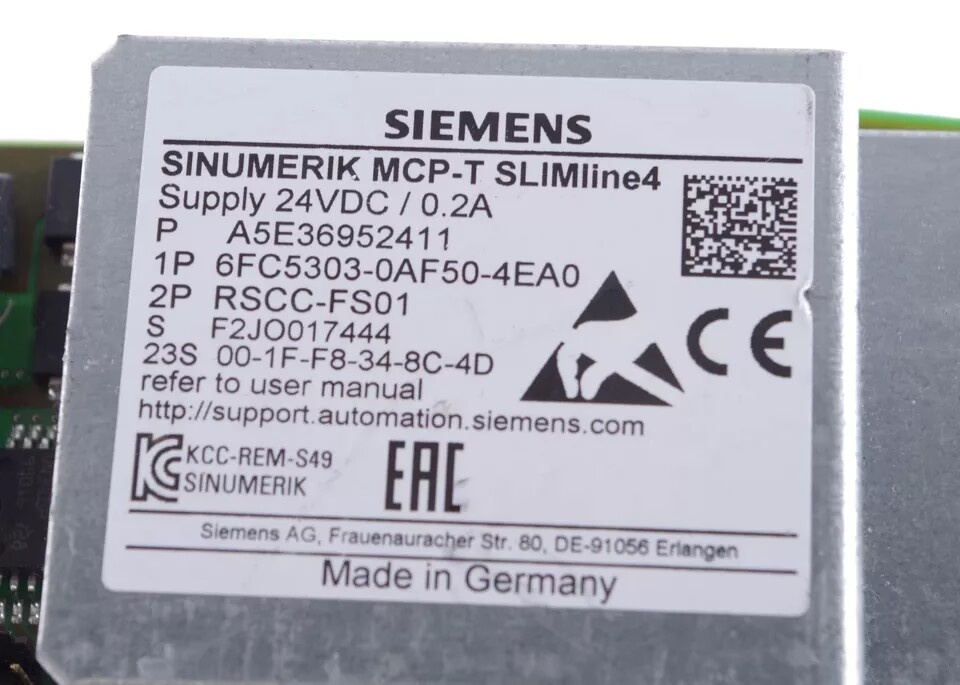 SIEMENS
SINUMERIK MCP-T SLIMline4
Supply 24VDC / 0.2A
P A5E36952411
1P 6FC5303-0AF50-4EA0
2P RSCC-FS01
S F2JO017444
23S 00-1F-F8-34-8C-4D
refer to user manual
http://support.automation.siemens.com
CE
KCC-REM-S49
SINUMERIK
EAC
Siemens AG, Frauenauracher Str. 80, DE-91056 Erlangen
Made in Germany